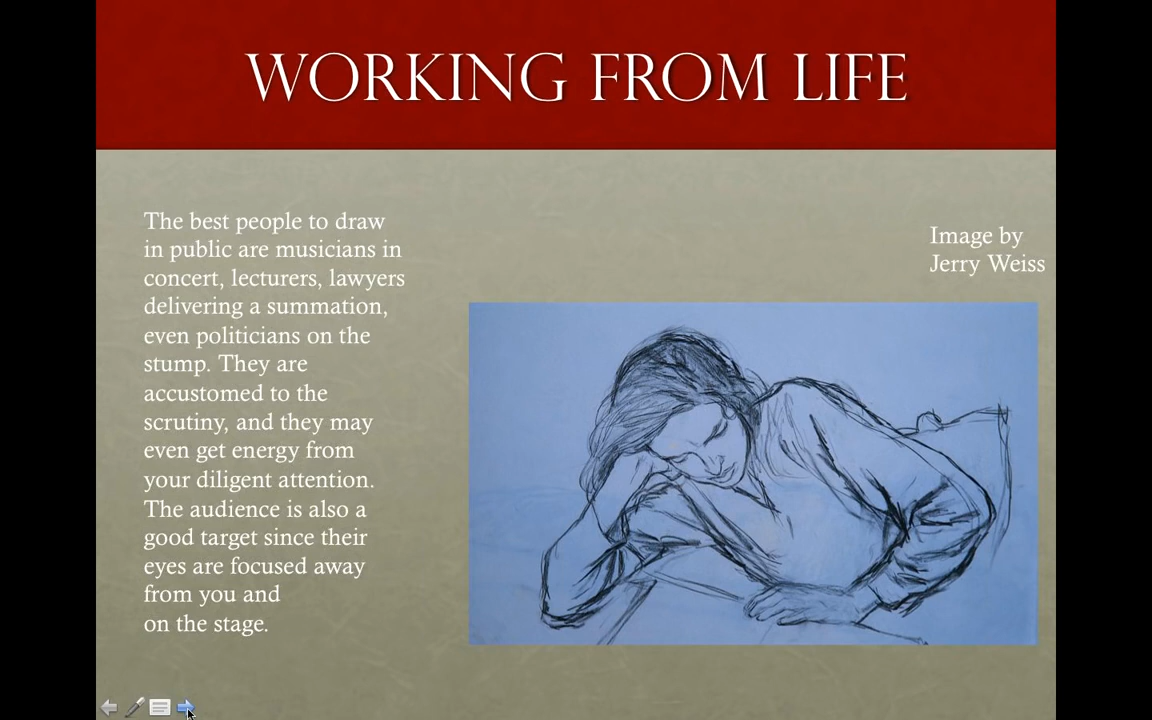 WORKING FROM LIFE
The best people to draw
in public are musicians in
concert, lecturers, lawyers
delivering a summation,
even politicians on the
stump. They are
accustomed to the
scrutiny, and they may
even get energy from
your diligent attention.
The audience is also a
good target since their
eyes are focused away
from you and
on the stage.
Image by
Jerry Weiss